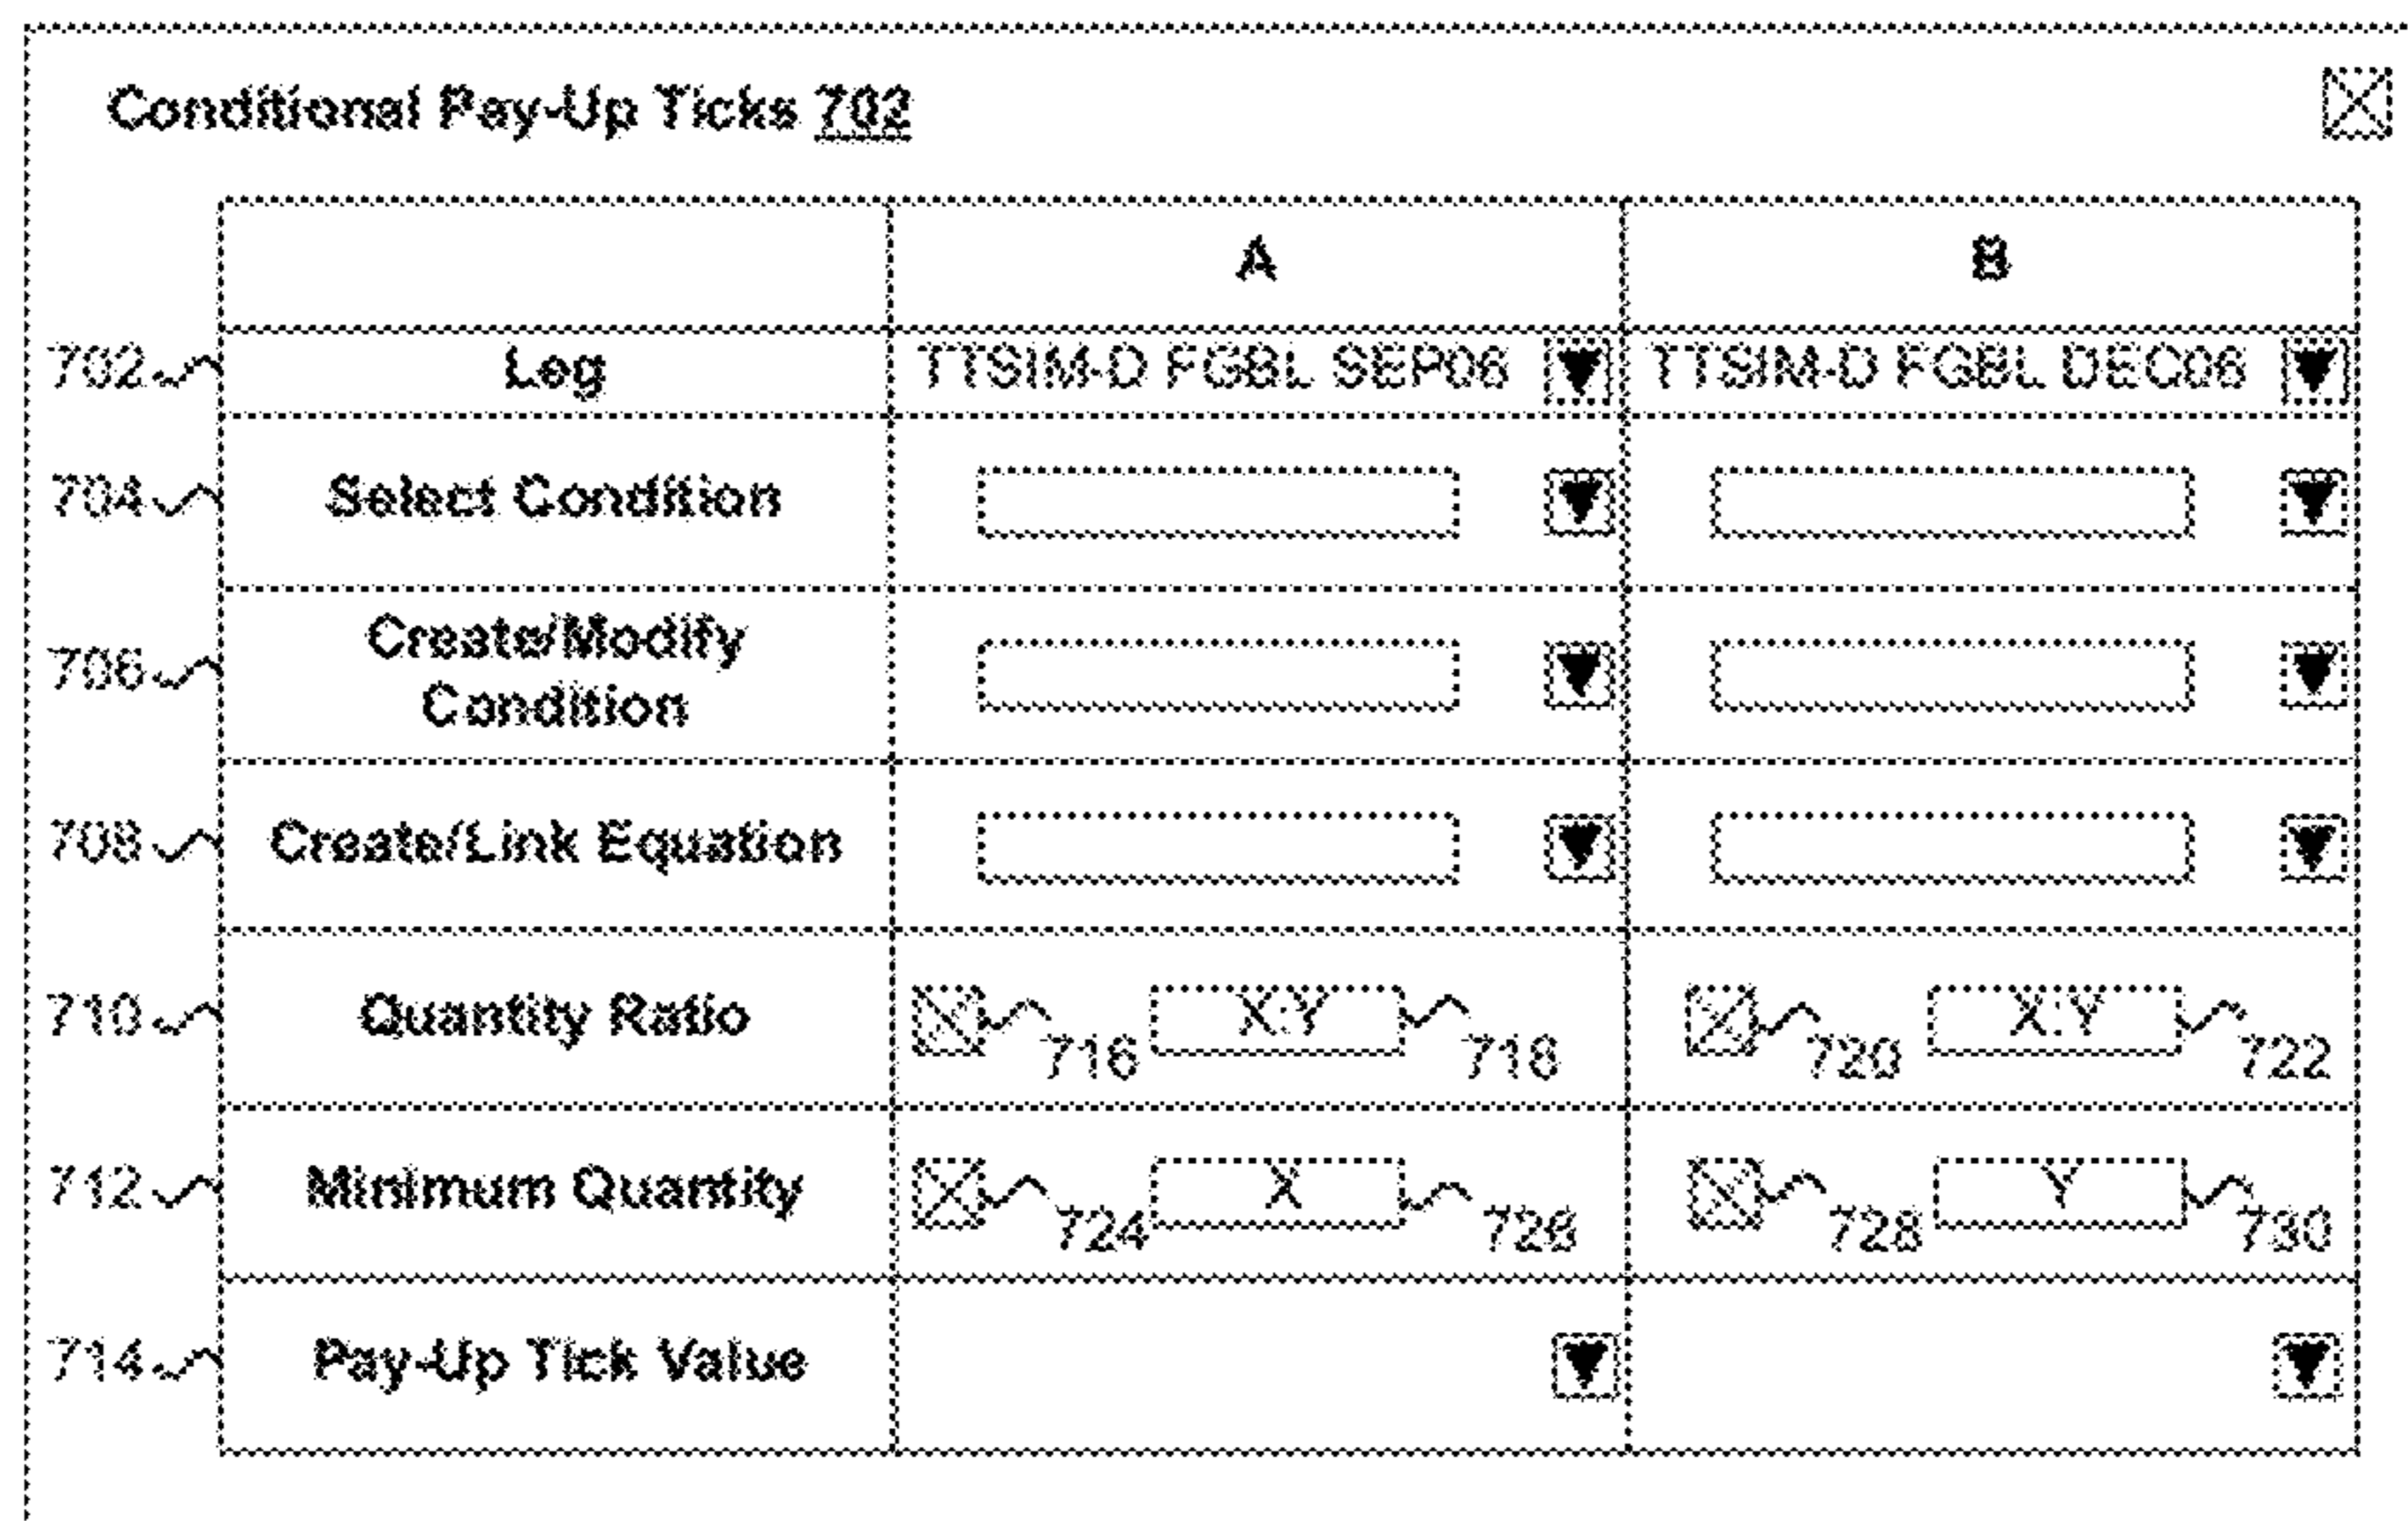 Conditional Pay-Up Ticks 702
A B
702 Leg TTSIM-D FGBL SEP06 TTSIM-D FGBL DEC06
704 Select Condition
706 Create/Modify
Condition
708 Create/Link Equation
710 Quantity Ratio X:Y X:Y
716 718 720 722
712 Minimum Quantity X Y
724 726 728 730
714 Pay-Up Tick Value